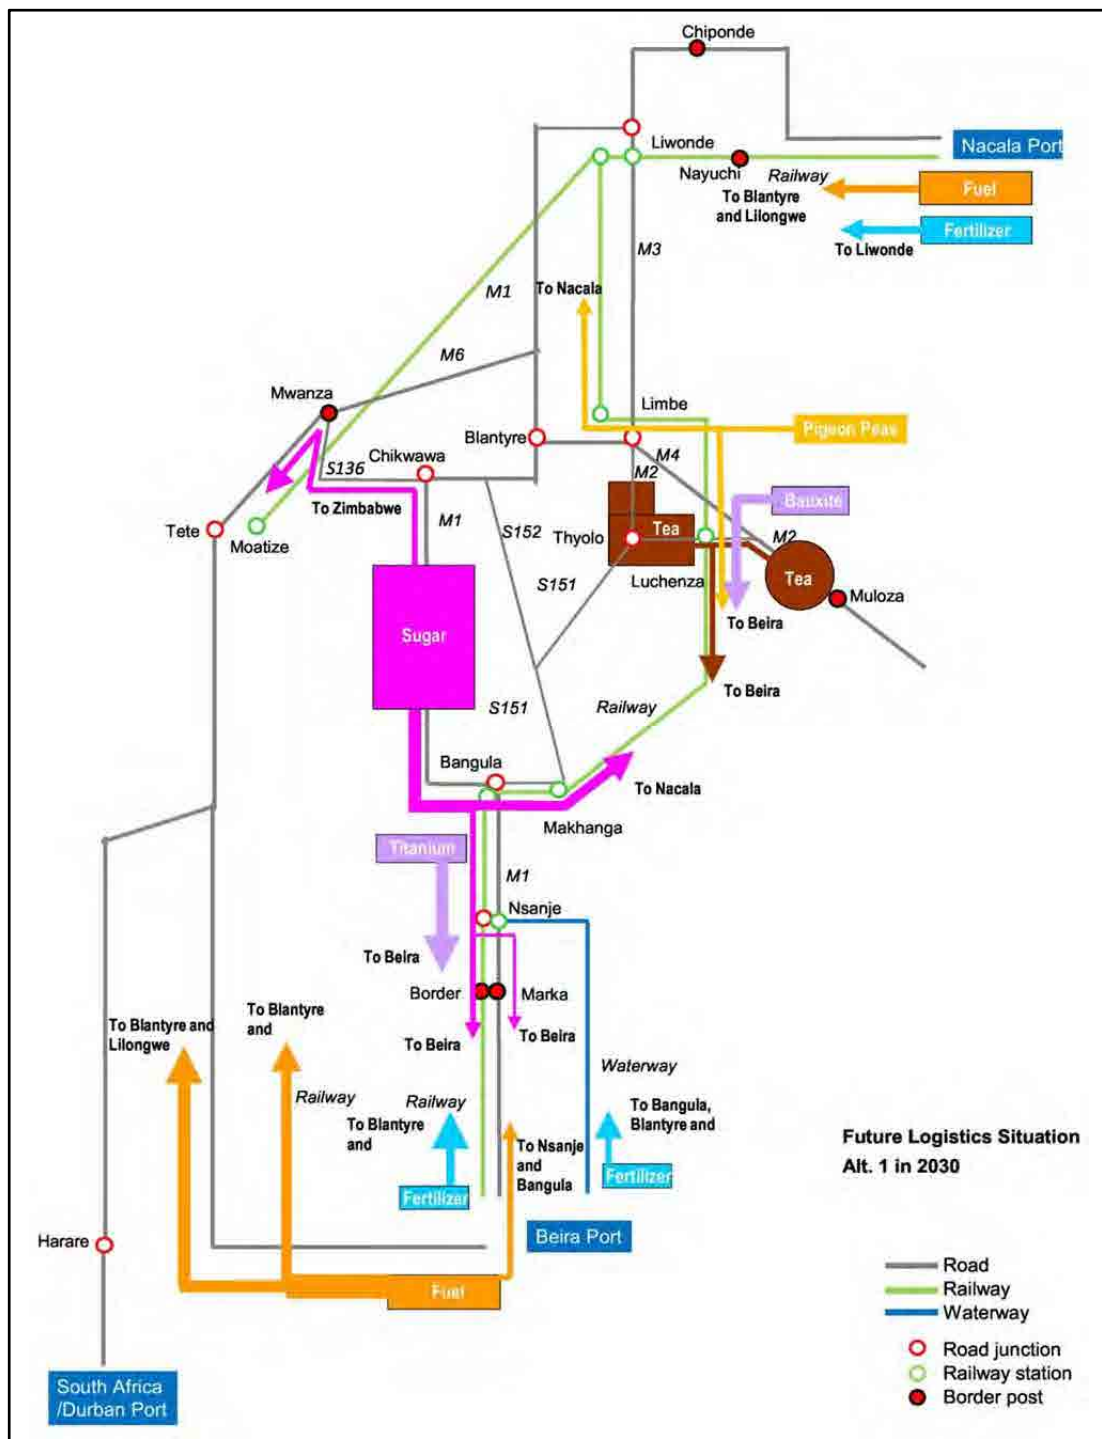 Chiponde
Liwonde
Nacala Port
Nayuchi
Railway
To Blantyre
and Lilongwe
Fuel
Fertilizer
To Liwonde
M3
M1
To Nacala
M6
Mwanza
Limbe
Pigeon Peas
Blantyre
M4
Chikwawa
S136
M2
Bauxite
To Zimbabwe
M1
Tete
Moatize
S152
Thyolo
Tea
M2
Luchenza
Tea
S151
Muloza
To Beira
Sugar
To Beira
S151
Railway
Bangula
To Nacala
Makhanga
Titanium
M1
Nsanje
To Beira
Border
Marka
To Blantyre
and
To Blantyre and
Lilongwe
To Beira
To Beira
Waterway
Railway
Railway
To Blantyre
and
To Bangula,
Blantyre and
To Nsanje
and
Bangula
Fertilizer
Fertilizer
Future Logistics Situation
Alt. 1 in 2030
Beira Port
Harare
Fuel
Road
Railway
Waterway
Road junction
Railway station
Border post
South Africa
/Durban Port